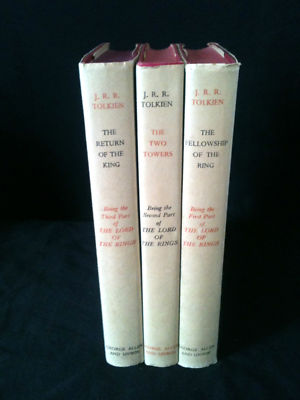 J. R. R.
TOLKIEN
THE
RETURN
OF THE
KING
Being the
Third Part
of
THE LORD
OF
THE RINGS
GEORGE ALLEN
AND UNWIN
J. R. R.
TOLKIEN
THE
TWO
TOWERS
Being the
Second Part
of
THE LORD
OF
THE RINGS
GEORGE ALLEN
AND UNWIN
J. R. R.
TOLKIEN
THE
FELLOWSHIP
OF THE
RING
Being the
First Part
of
THE LORD
OF
THE RINGS
GEORGE ALLEN
AND UNWIN